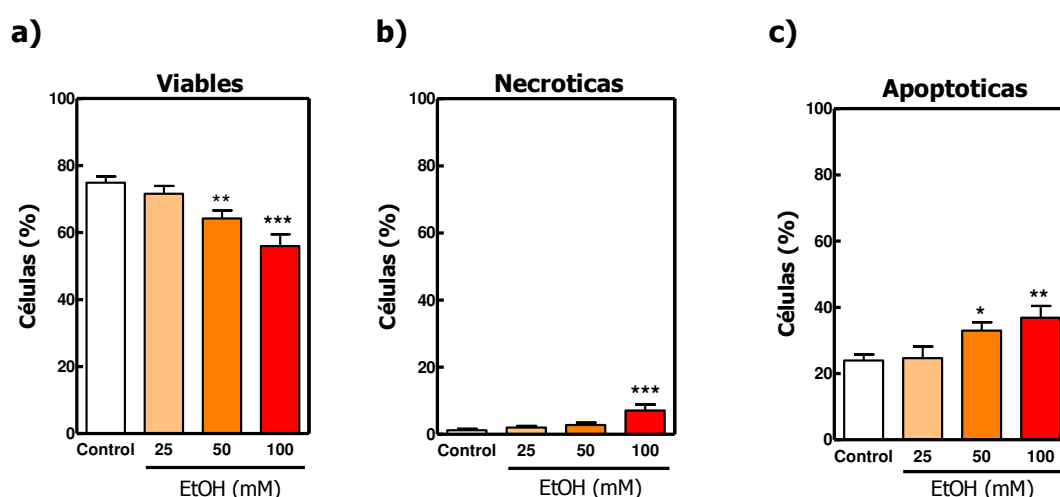 a)
Viables
Células (%)
100
80
60
40
20
0
**
***
Control 25 50 100
EtOH (mM)
b)
Necroticas
Células (%)
100
80
60
40
20
0
***
Control 25 50 100
EtOH (mM)
c)
Apoptoticas
Células (%)
100
80
60
40
20
0
*
**
Control 25 50 100
EtOH (mM)